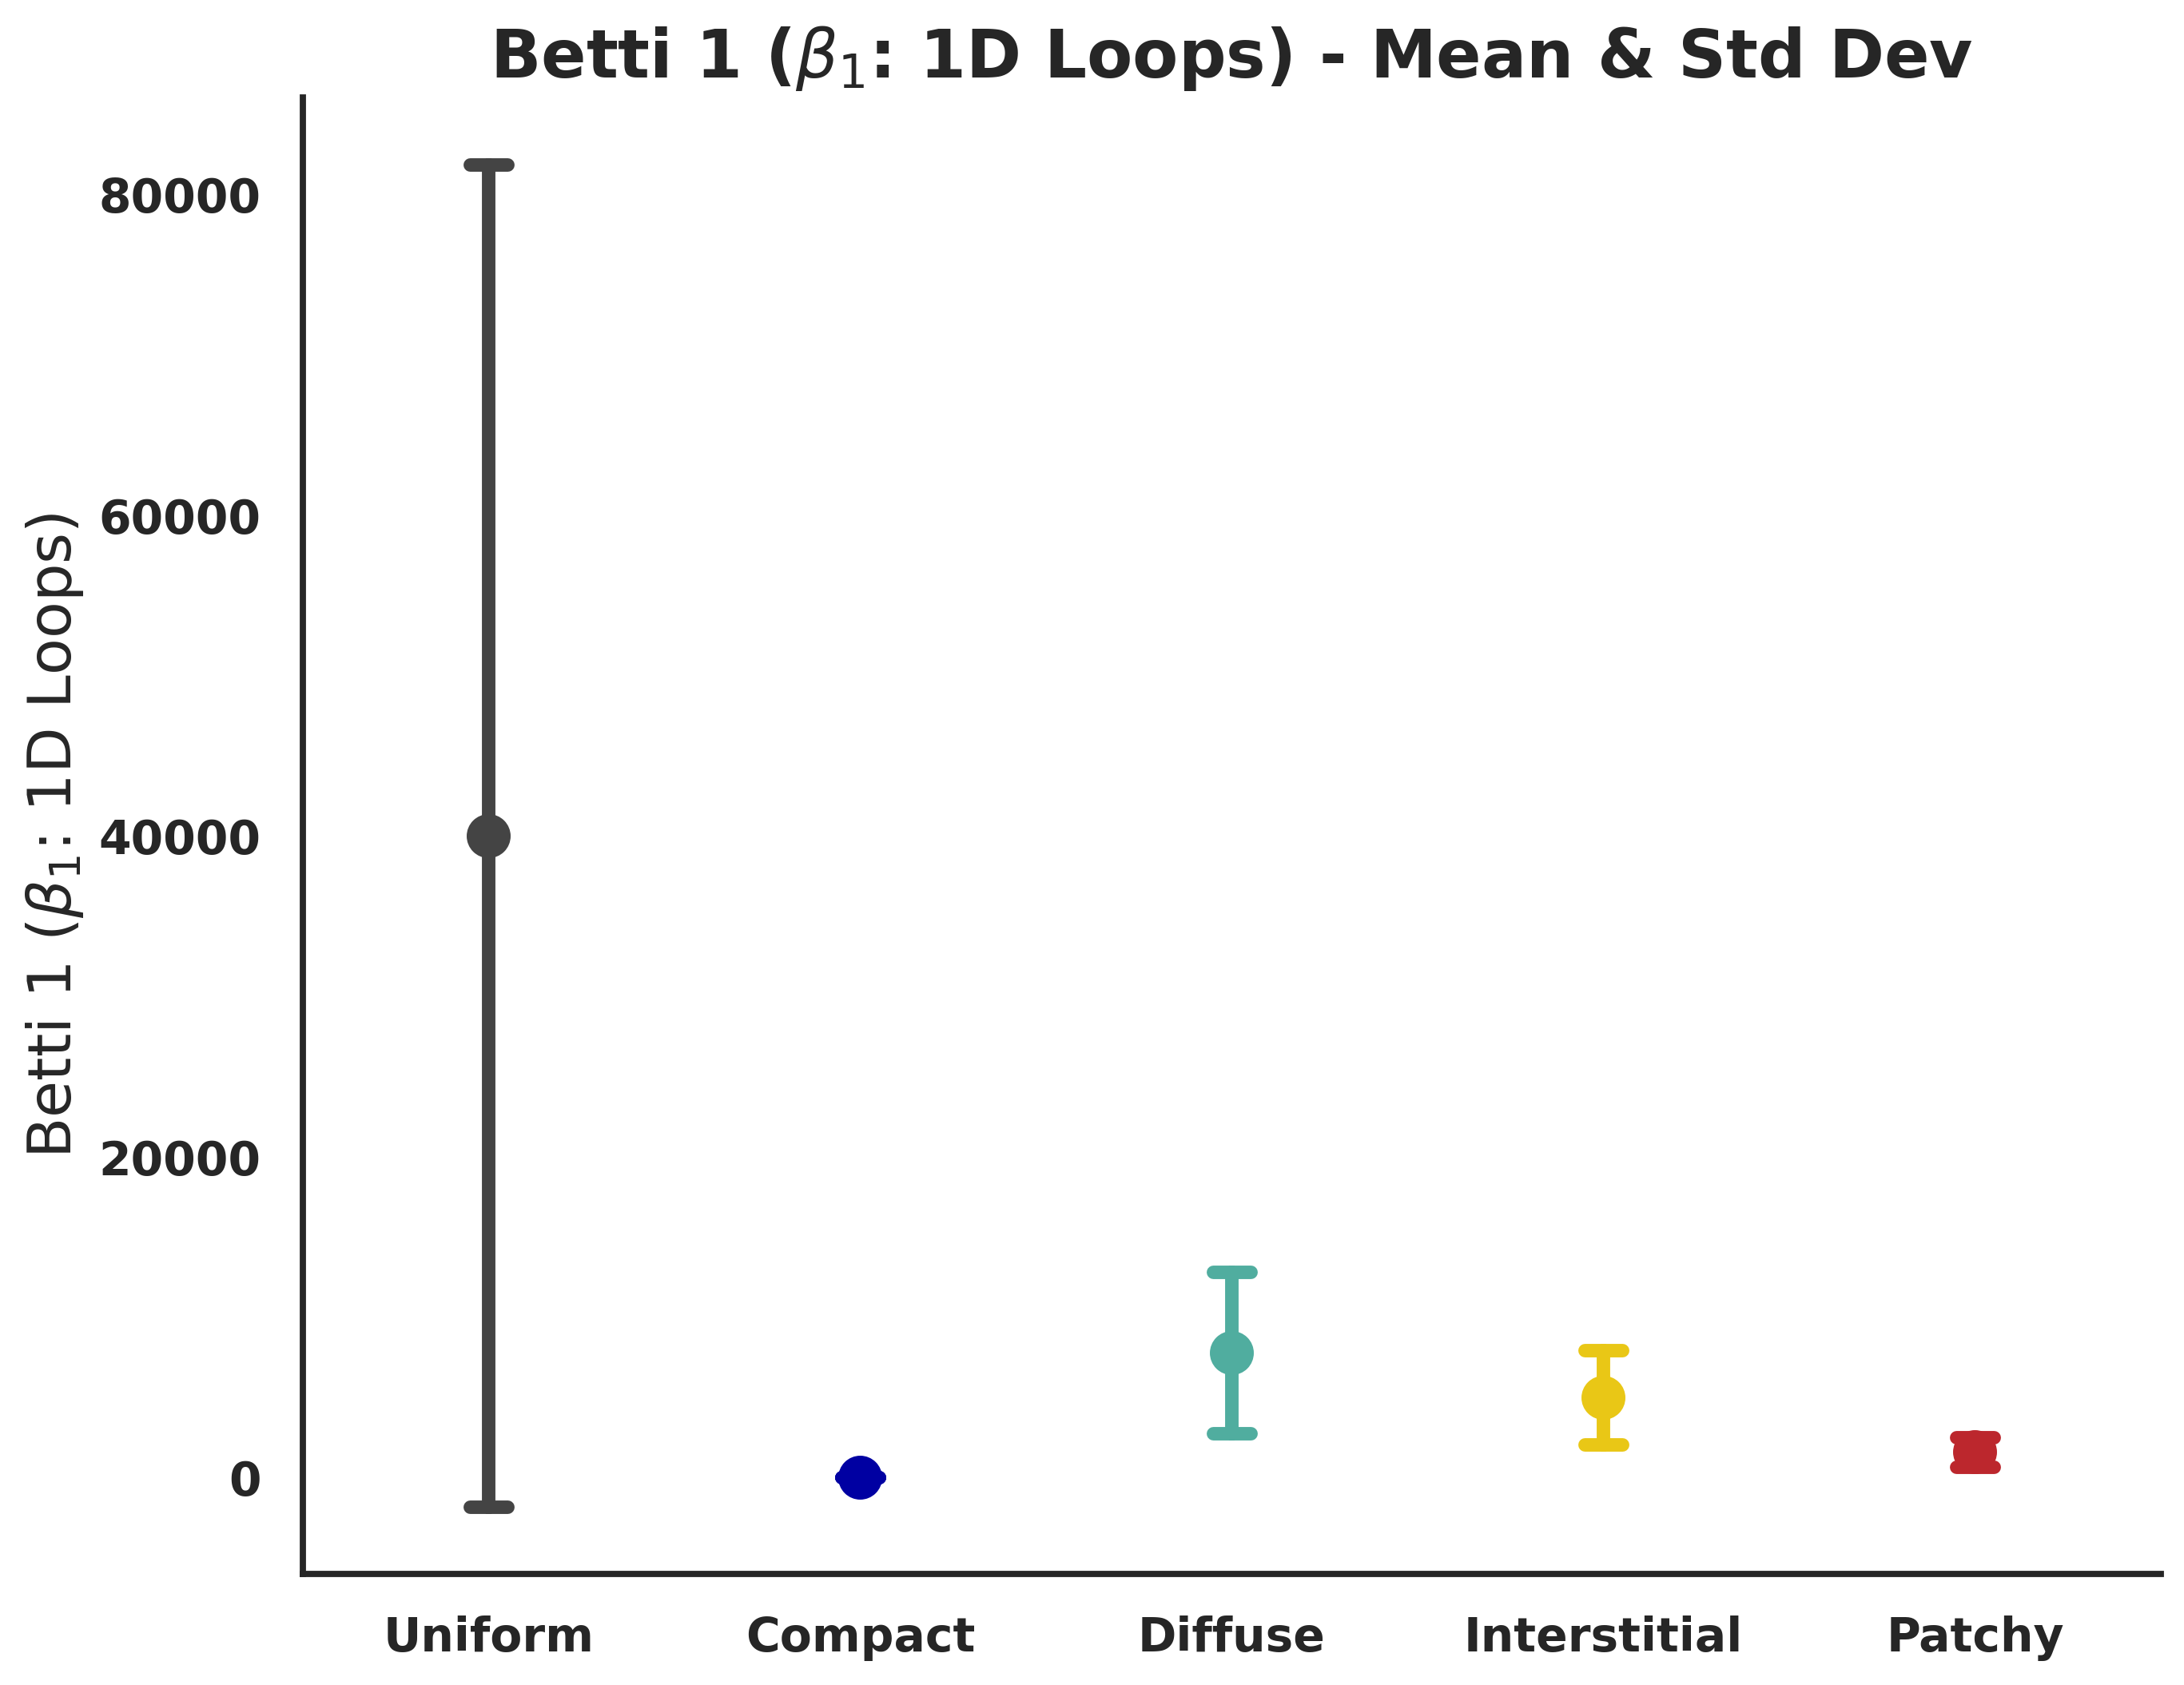 Betti 1 (β₁: 1D Loops) - Mean & Std Dev
Betti 1 (β₁: 1D Loops)
80000
60000
40000
20000
0
Uniform Compact Diffuse Interstitial Patchy